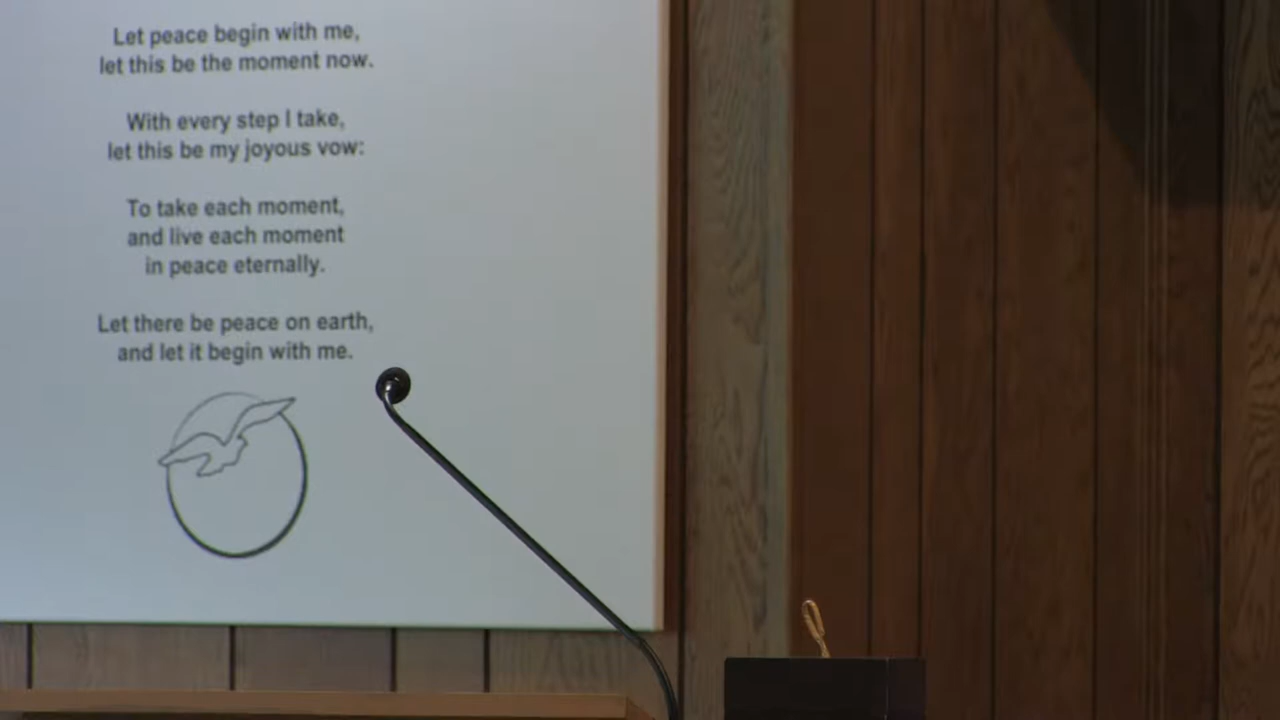 Let peace begin with me,
let this be the moment now.
With every step I take,
let this be my joyous vow:
To take each moment,
and live each moment
in peace eternally.
Let there be peace on earth,
and let it begin with me.